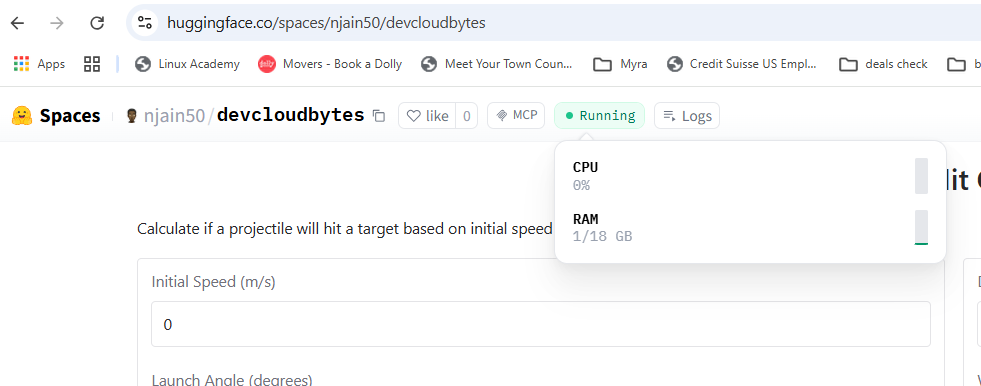 huggingface.co/spaces/njain50/devcloudbytes
Apps Linux Academy Movers - Book a Dolly Meet Your Town Coun... Myra Credit Suisse US Empl... deals check b
Spaces njain50/devcloudbytes like 0 MCP Running Logs
CPU
0%
lit
Calculate if a projectile will hit a target based on initial speed
RAM
1/18 GB
Initial Speed (m/s)
0
Launch Angle (degrees)